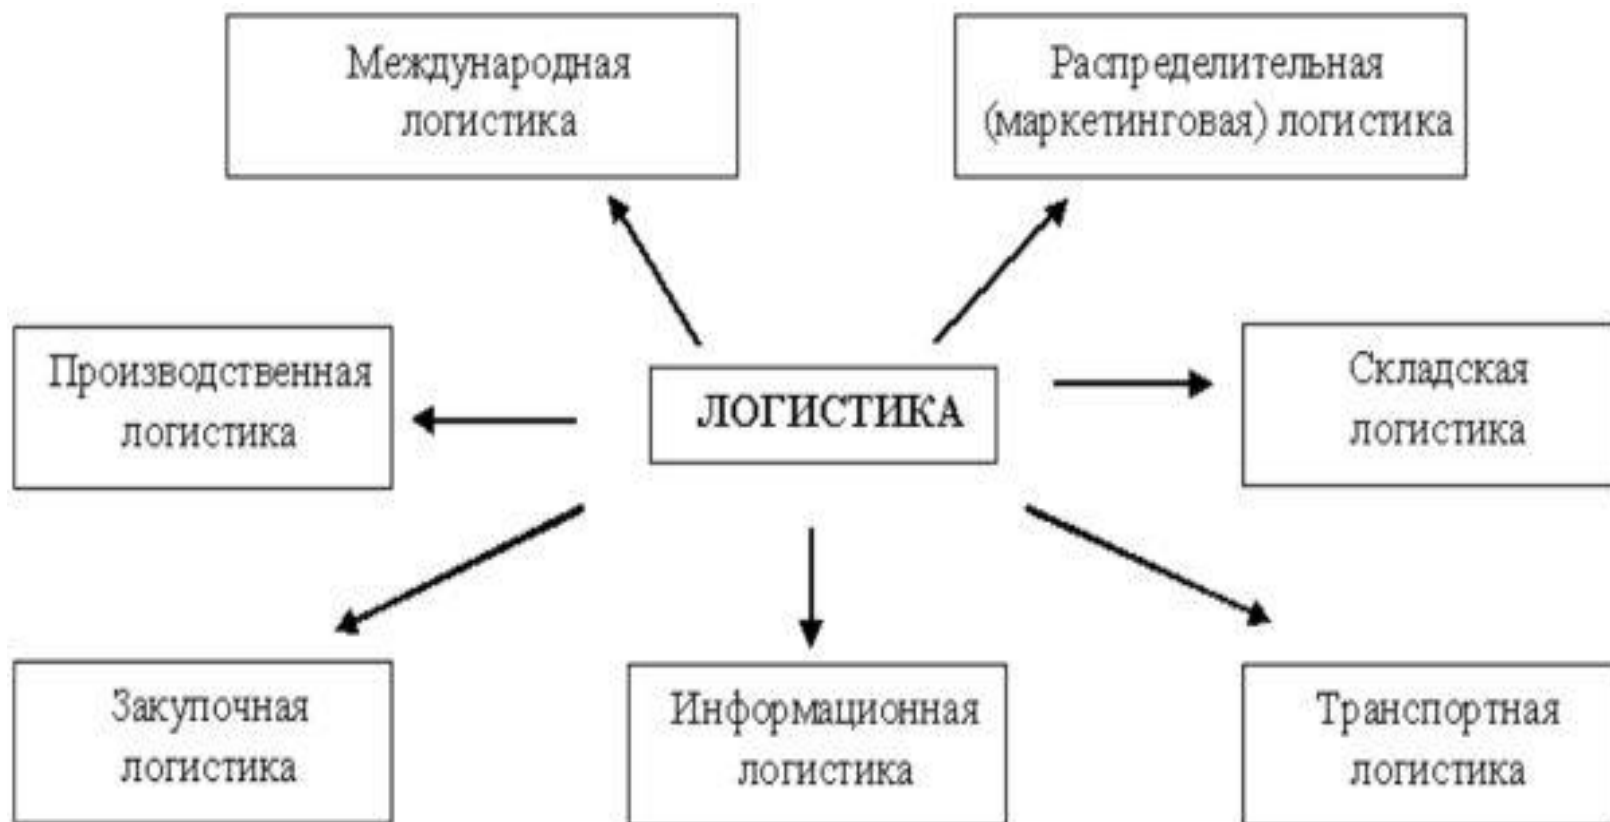 Международная
логистика
Распределительная
(маркетинговая) логистика
Производственная
логистика
ЛОГИСТИКА
Складская
логистика
Закупочная
логистика
Информационная
логистика
Транспортная
логистика